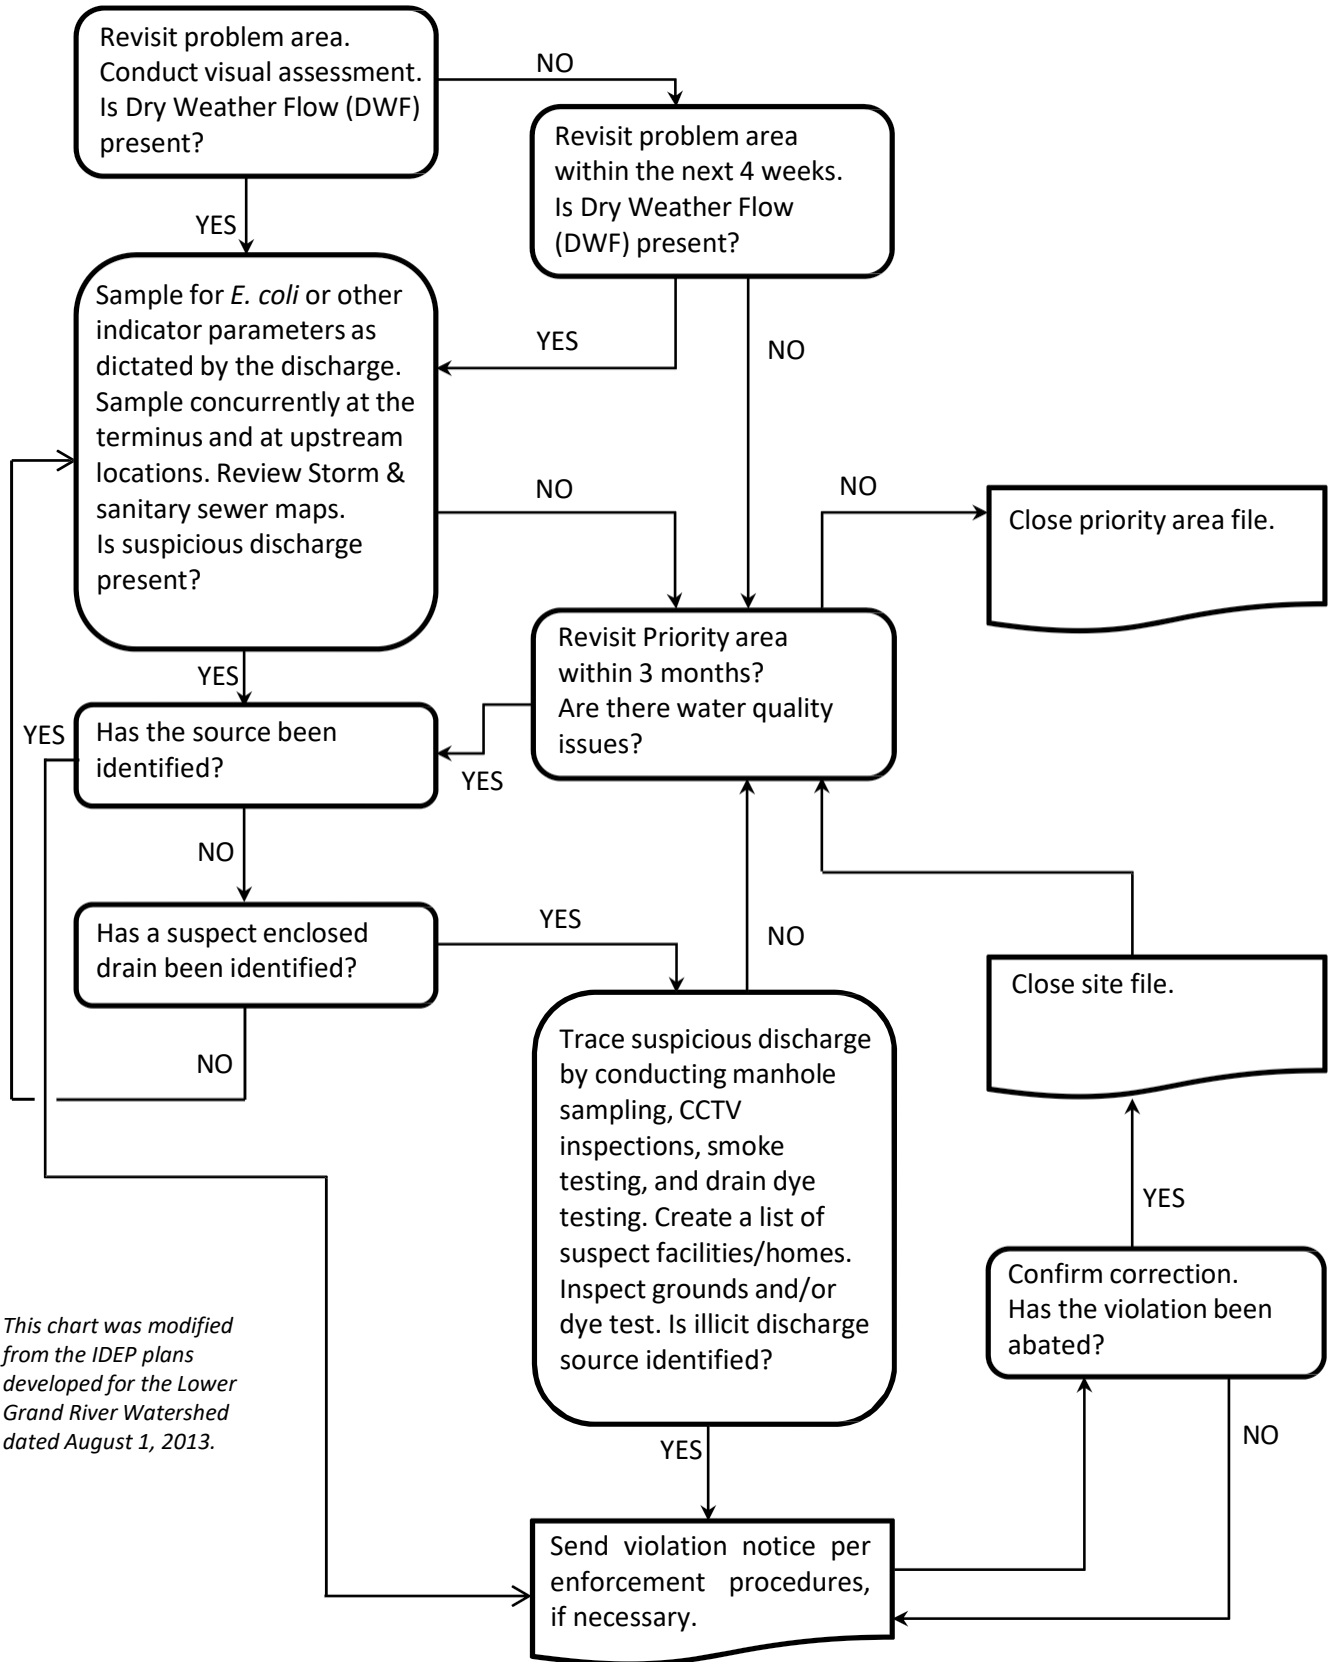 Revisit problem area.
Conduct visual assessment.
Is Dry Weather Flow (DWF)
present?
NO
Revisit problem area
within the next 4 weeks.
Is Dry Weather Flow
(DWF) present?
YES
Sample for E. coli or other
indicator parameters as
dictated by the discharge.
Sample concurrently at the
terminus and at upstream
locations. Review Storm &
sanitary sewer maps.
Is suspicious discharge
present?
YES
NO
NO
NO
Close priority area file.
Revisit Priority area
within 3 months?
Are there water quality
issues?
YES
YES
Has the source been
identified?
YES
NO
Has a suspect enclosed
drain been identified?
YES
NO
NO
Close site file.
Trace suspicious discharge
by conducting manhole
sampling, CCTV
inspections, smoke
testing, and drain dye
testing. Create a list of
suspect facilities/homes.
Inspect grounds and/or
dye test. Is illicit discharge
source identified?
YES
Confirm correction.
Has the violation been
abated?
NO
This chart was modified
from the IDEP plans
developed for the Lower
Grand River Watershed
dated August 1, 2013.
YES
Send violation notice per
enforcement procedures,
if necessary.